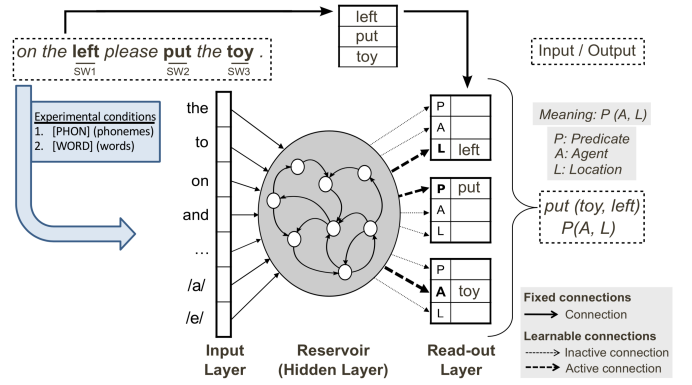 on the left please put the toy .
SW1 SW2 SW3
left
put
toy
Input / Output
Experimental conditions
1. [PHON] (phonemes)
2. [WORD] (words)
the
to
on
and
...
/a/
/e/
P
A
L left
P put
A
L
P
A toy
L
Meaning: P (A, L)
P: Predicate
A: Agent
L: Location
put (toy, left)
P(A, L)
Fixed connections
Connection
Learnable connections
Inactive connection
Active connection
Input
Layer
Reservoir
(Hidden Layer)
Read-out
Layer